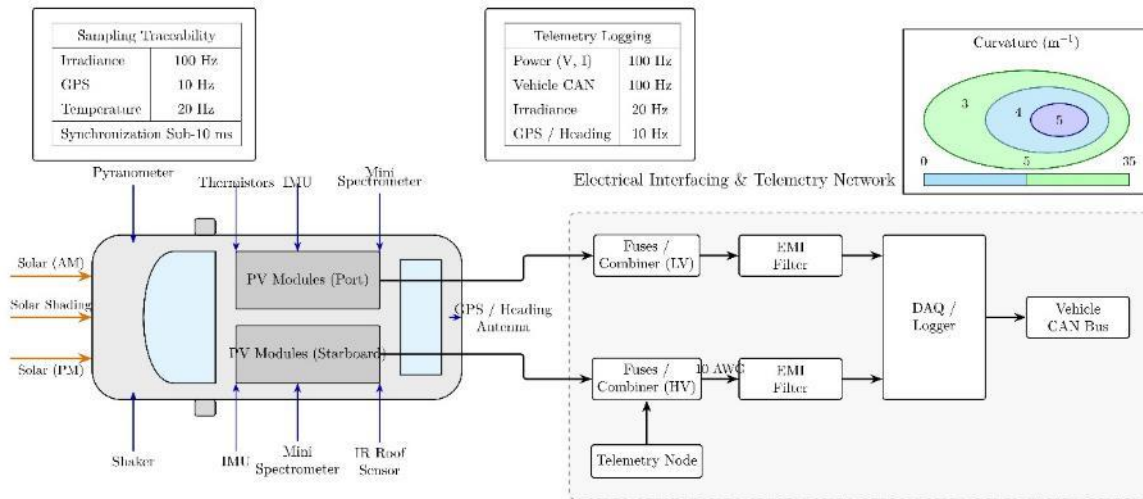 Sampling Traceability
Irradiance 100 Hz
GPS 10 Hz
Temperature 20 Hz
Synchronization Sub-10 ms
Telemetry Logging
Power (V, I) 100 Hz
Vehicle CAN 100 Hz
Irradiance 20 Hz
GPS / Heading 10 Hz
Curvature (m⁻¹)
3
4
5
0 5 35
Pyranometer
Thermistors
IMU
Mini
Spectrometer
Electrical Interfacing & Telemetry Network
Solar (AM)
Solar Shading
Solar (PM)
PV Modules (Port)
PV Modules (Starboard)
GPS / Heading
Antenna
Fuses /
Combiner (LV)
EMI
Filter
DAQ /
Logger
Vehicle
CAN Bus
Fuses /
Combiner (HV)
10 AWG
EMI
Filter
Telemetry Node
Shaker
IMU
Mini
Spectrometer
IR Roof
Sensor